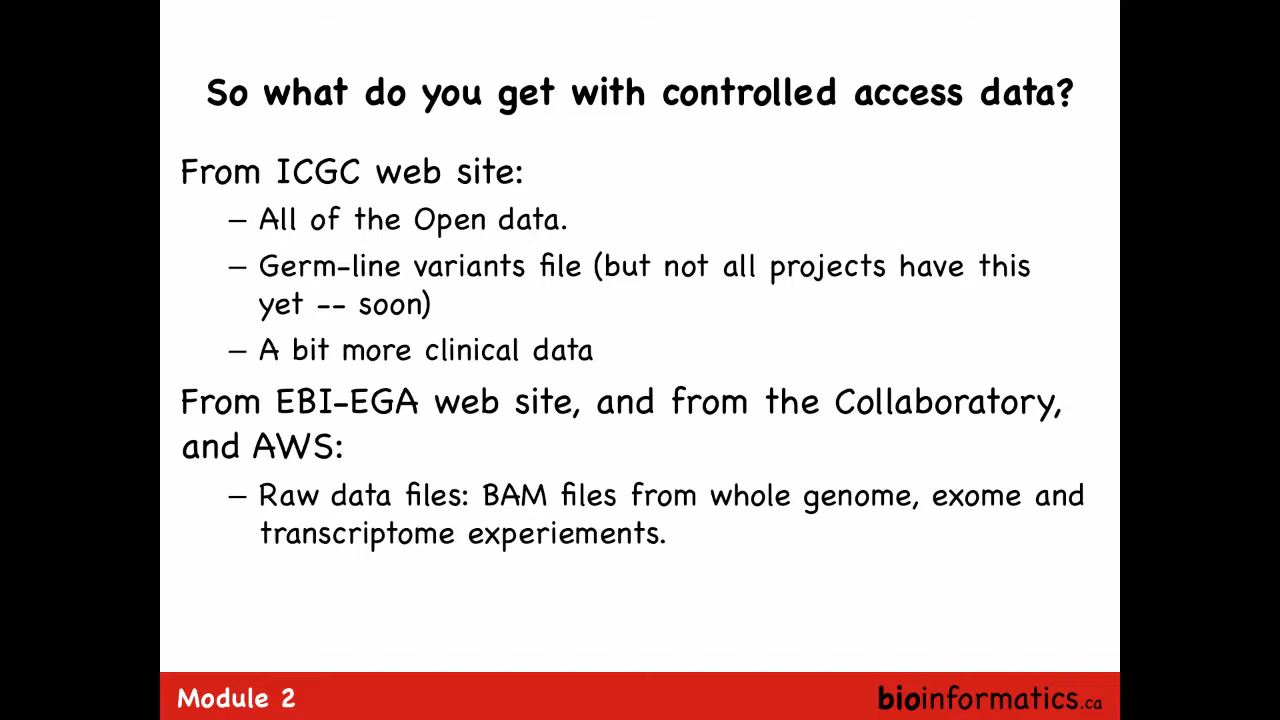 So what do you get with controlled access data?
From ICGC web site:
– All of the Open data.
– Germ-line variants file (but not all projects have this
yet -- soon)
– A bit more clinical data
From EBI-EGA web site, and from the Collaboratory,
and AWS:
– Raw data files: BAM files from whole genome, exome and
transcriptome experiements.
Module 2
bioinformatics.ca